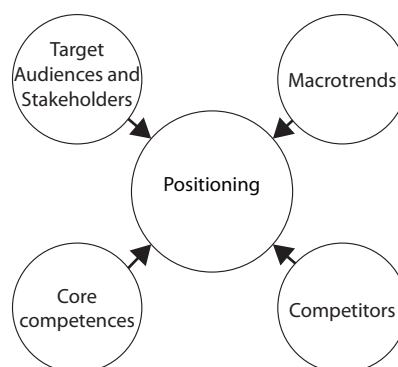 Target
Audiences and
Stakeholders
Macrotrends
Positioning
Core
competences
Competitors